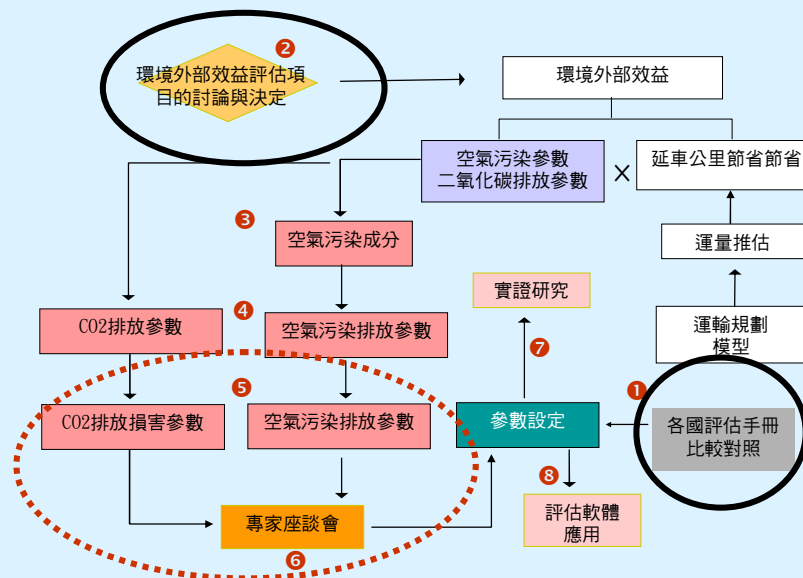 ❷
環境外部效益評估項
目的討論與決定
環境外部效益
空氣污染參數
二氧化碳排放參數
×
延車公里節省節省
❸
空氣污染成分
運量推估
實證研究
CO2排放參數
❹
空氣污染排放參數
運輸規劃
模型
❼
❶
❺
CO2排放損害參數
空氣污染排放參數
參數設定
各國評估手冊
比較對照
❽
專家座談會
評估軟體
應用
❻